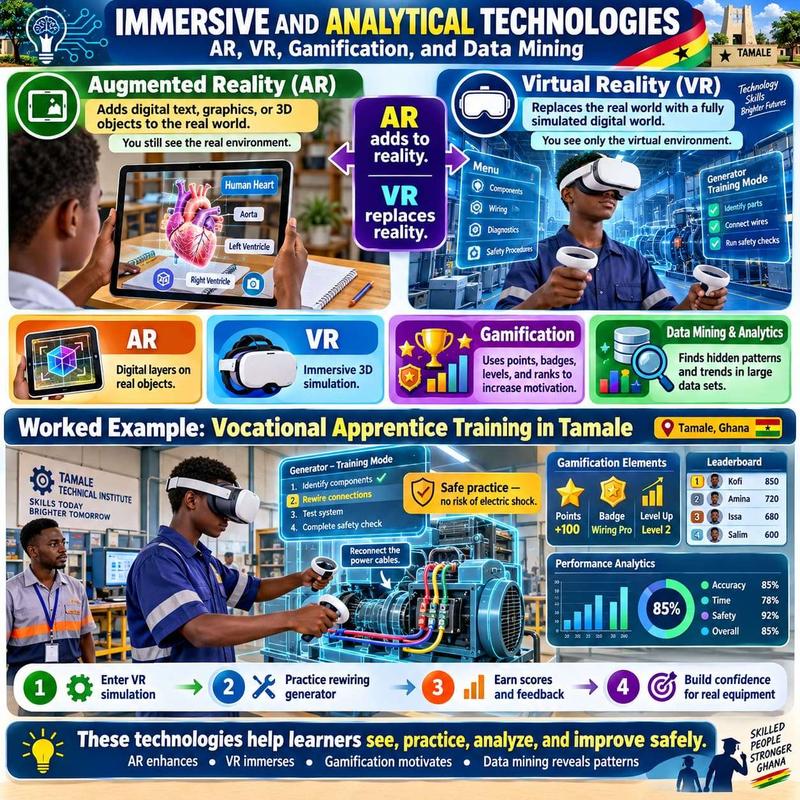 IMMERSIVE AND ANALYTICAL TECHNOLOGIES
AR, VR, Gamification, and Data Mining
TAMALE
Augmented Reality (AR)
Adds digital text, graphics, or 3D
objects to the real world.
You still see the real environment.
Human Heart
Aorta
Left Ventricle
Right Ventricle
AR
adds to
reality.
VR
replaces
reality.
Virtual Reality (VR)
Replaces the real world with a fully
simulated digital world.
You see only the virtual environment.
Technology
Skills
Brighter Futures
Menu
Components
Wiring
Diagnostics
Safety Procedures
Generator
Training Mode
Identify parts
Connect wires
Run safety checks
AR
Digital layers on
real objects.
VR
Immersive 3D
simulation.
Gamification
Uses points, badges,
levels, and ranks to
increase motivation.
Data Mining & Analytics
Finds hidden patterns
and trends in large
data sets.
Worked Example: Vocational Apprentice Training in Tamale
Tamale, Ghana
TAMALE
TECHNICAL INSTITUTE
SKILLS TODAY
BRIGHTER TOMORROW
Generator – Training Mode
1. Identify components
2. Rewire connections
3. Test system
4. Complete safety check
Safe practice —
no risk of electric shock.
Reconnect the
power cables.
Gamification Elements
Points
+100
Badge
Wiring Pro
Level Up
Level 2
Leaderboard
1 Kofi 850
2 Amina 720
3 Issa 680
4 Salim 600
Performance Analytics
85%
Accuracy 85%
Time 78%
Safety 92%
Overall 85%
1 Enter VR
simulation
2 Practice rewiring
generator
3 Earn scores
and feedback
4 Build confidence
for real equipment
These technologies help learners see, practice, analyze, and improve safely.
AR enhances • VR immerses • Gamification motivates • Data mining reveals patterns
SKILLED
PEOPLE
STRONGER
GHANA